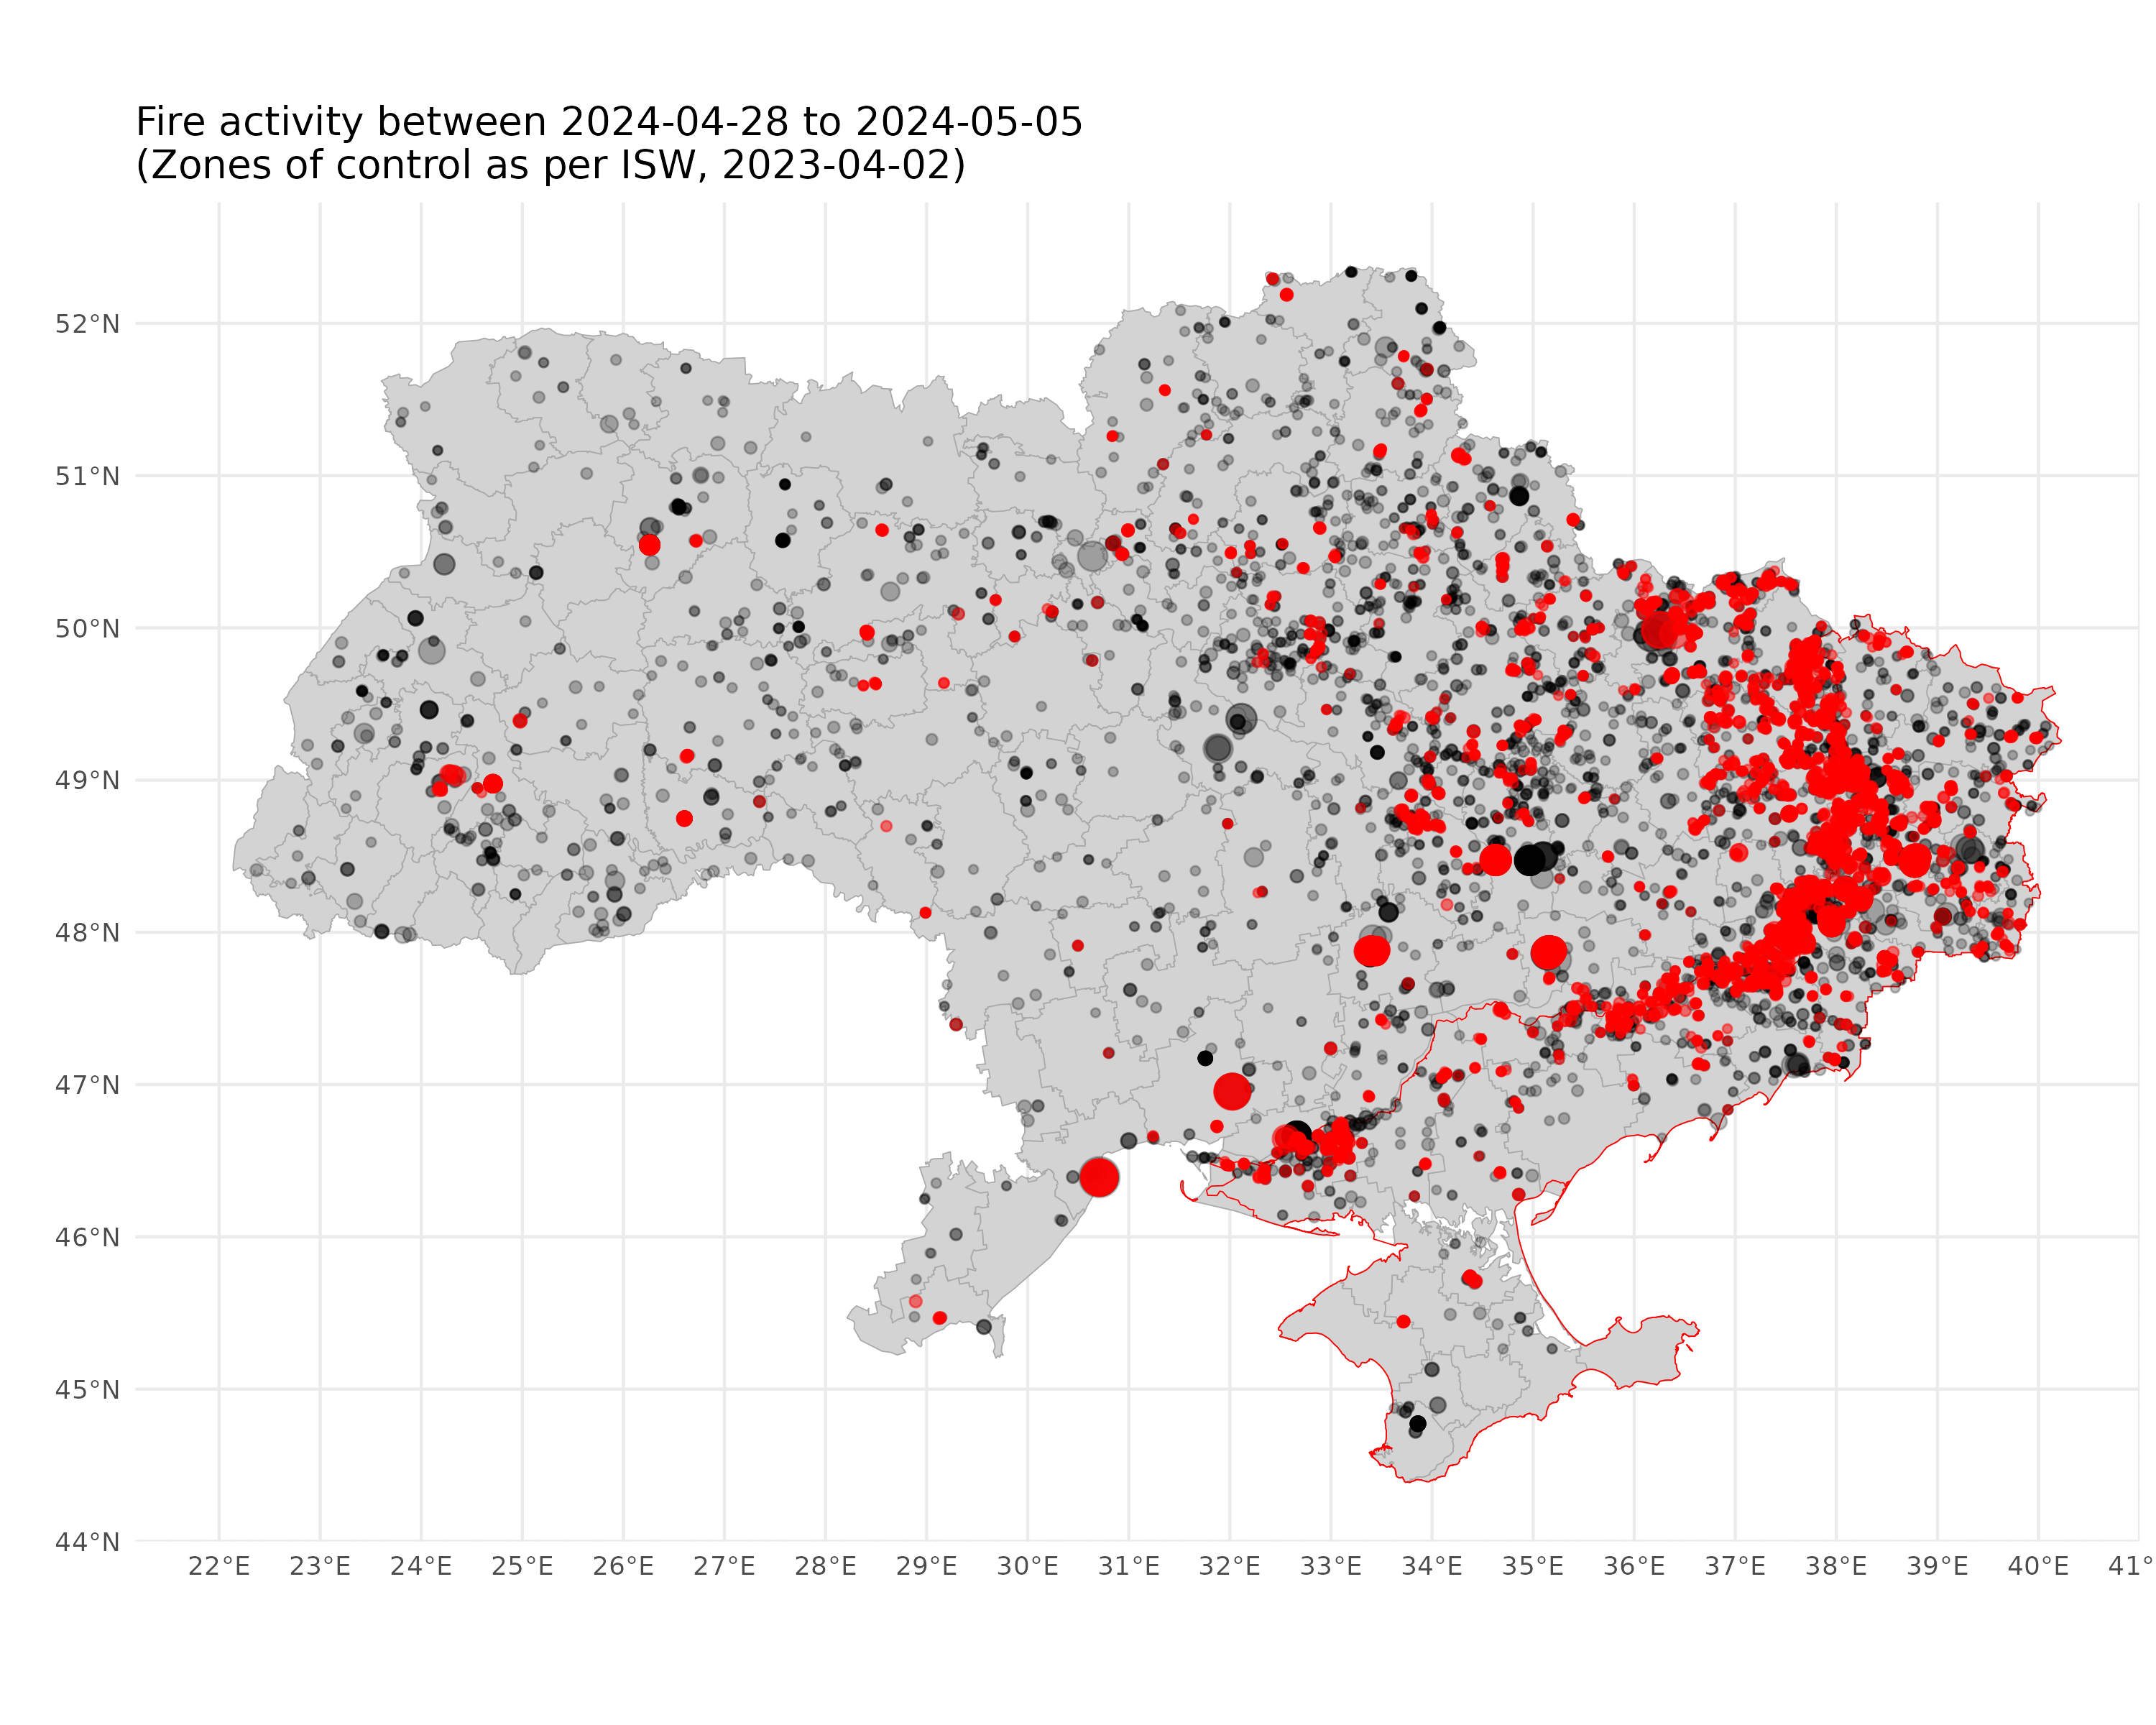 Fire activity between 2024-04-28 to 2024-05-05
(Zones of control as per ISW, 2023-04-02)
52°N
51°N
50°N
49°N
48°N
47°N
46°N
45°N
44°N
22°E 23°E 24°E 25°E 26°E 27°E 28°E 29°E 30°E 31°E 32°E 33°E 34°E 35°E 36°E 37°E 38°E 39°E 40°E 41°